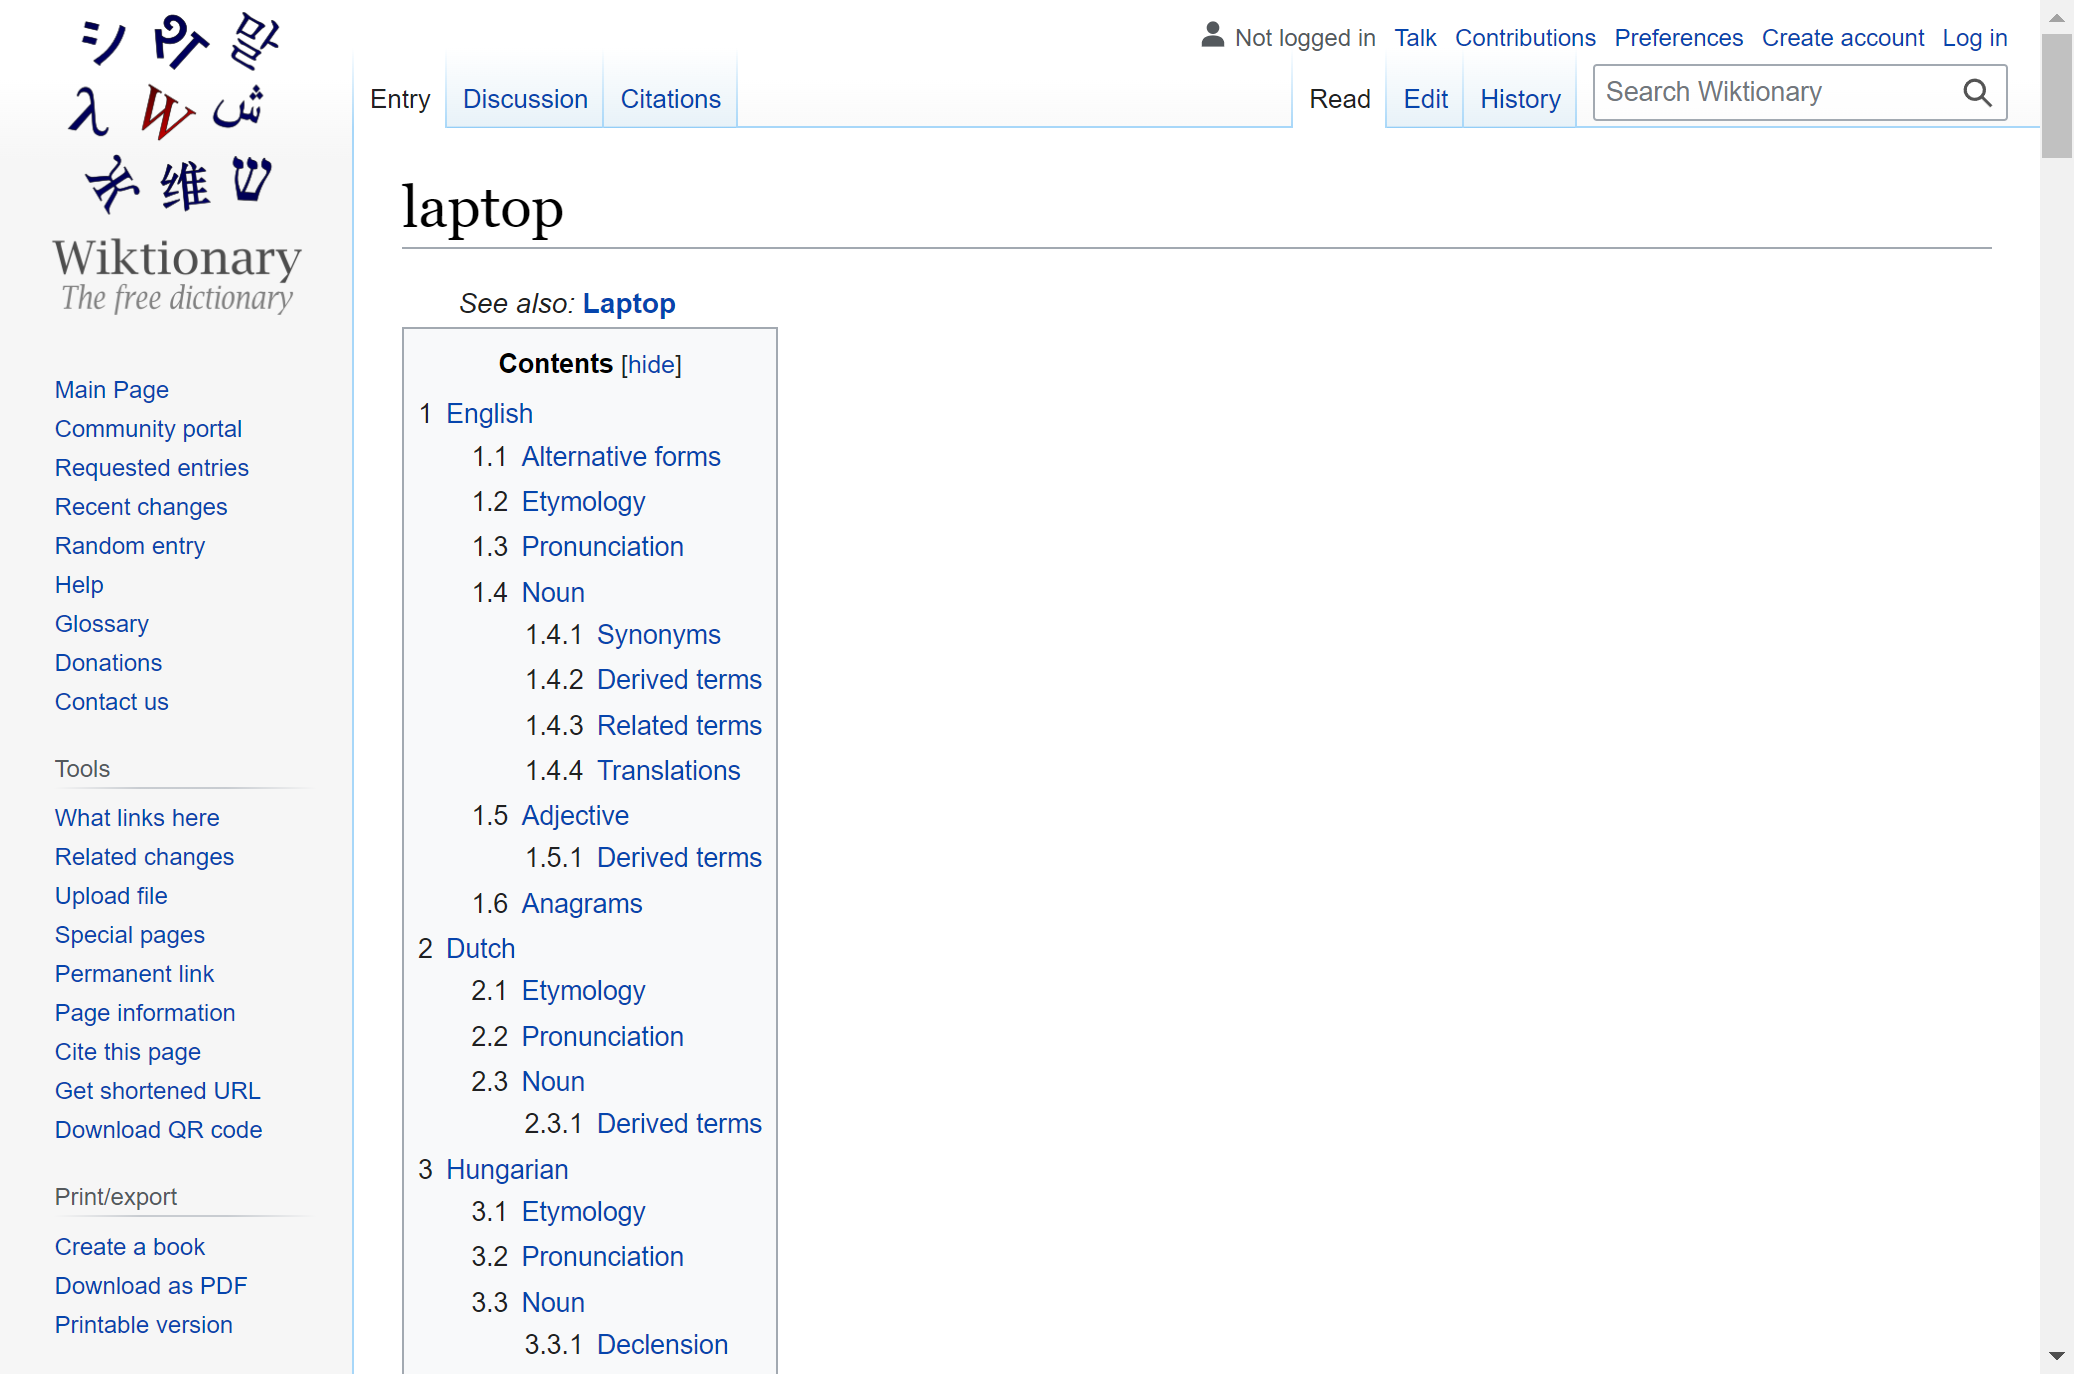 シ    말
λ W ش
维 ש
Wiktionary
The free dictionary
Main Page
Community portal
Requested entries
Recent changes
Random entry
Help
Glossary
Donations
Contact us
Tools
What links here
Related changes
Upload file
Special pages
Permanent link
Page information
Cite this page
Get shortened URL
Download QR code
Print/export
Create a book
Download as PDF
Printable version
Not logged in Talk Contributions Preferences Create account Log in
Entry Discussion Citations Read Edit History Search Wiktionary
laptop
See also: Laptop
Contents [hide]
1 English
1.1 Alternative forms
1.2 Etymology
1.3 Pronunciation
1.4 Noun
1.4.1 Synonyms
1.4.2 Derived terms
1.4.3 Related terms
1.4.4 Translations
1.5 Adjective
1.5.1 Derived terms
1.6 Anagrams
2 Dutch
2.1 Etymology
2.2 Pronunciation
2.3 Noun
2.3.1 Derived terms
3 Hungarian
3.1 Etymology
3.2 Pronunciation
3.3 Noun
3.3.1 Declension